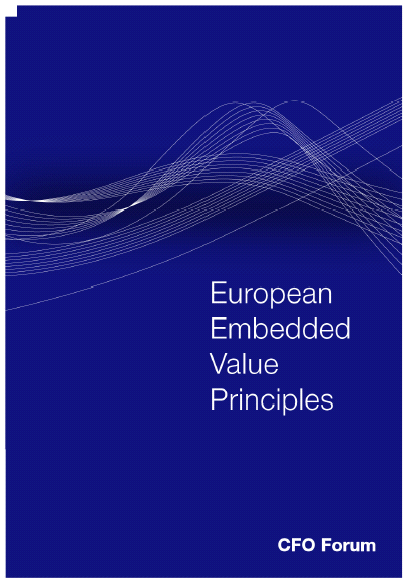 European
Embedded
Value
Principles
CFO Forum